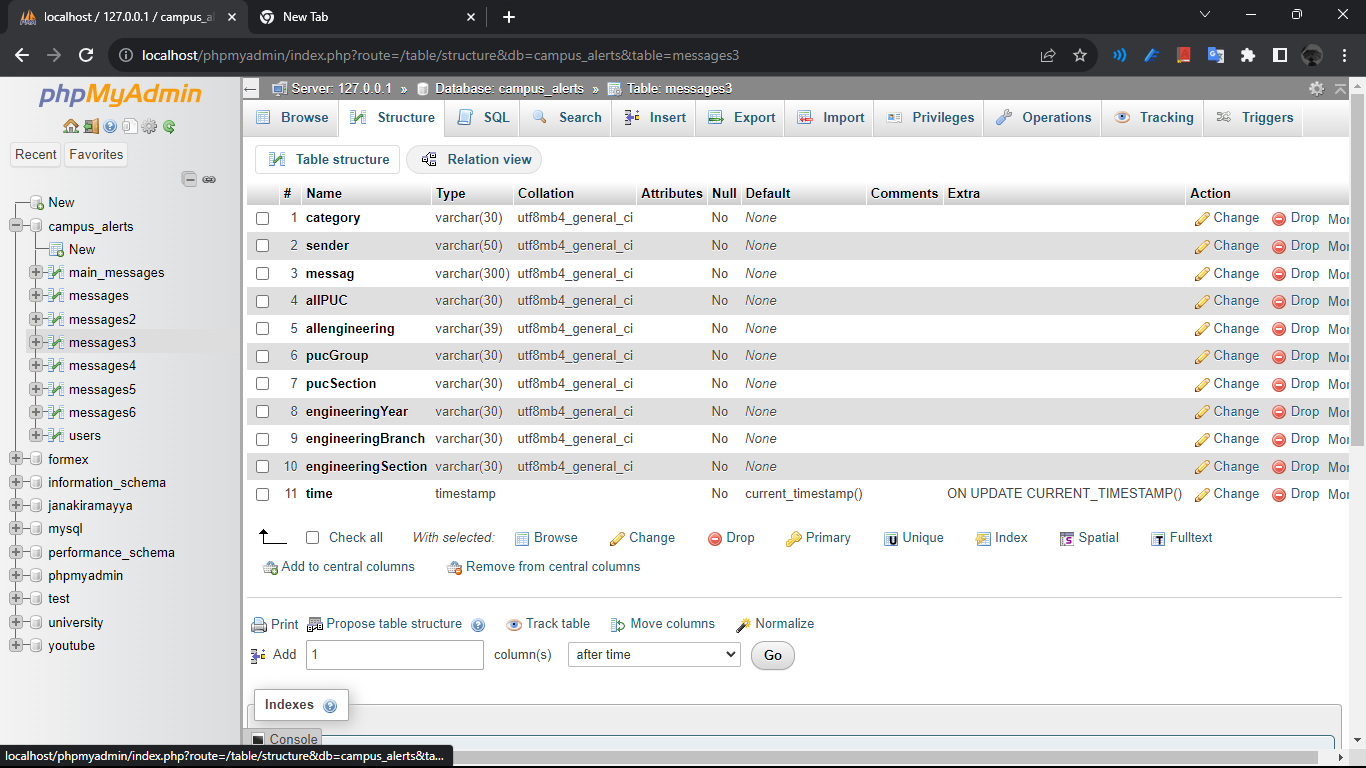 localhost / 127.0.0.1 / campus_al
New Tab
localhost/phpmyadmin/index.php?route=/table/structure&db=campus_alerts&table=messages3
phpMyAdmin
Recent Favorites
New
campus_alerts
New
main_messages
messages
messages2
messages3
messages4
messages5
messages6
users
formex
information_schema
janakiramayya
mysql
performance_schema
phpmyadmin
test
university
youtube
Server: 127.0.0.1 » Database: campus_alerts » Table: messages3
Browse Structure SQL Search Insert Export Import Privileges Operations Tracking Triggers
Table structure Relation view
# Name Type Collation Attributes Null Default Comments Extra Action
1 category varchar(30) utf8mb4_general_ci No None Change Drop Mor
2 sender varchar(50) utf8mb4_general_ci No None Change Drop Mor
3 messag varchar(300) utf8mb4_general_ci No None Change Drop Mor
4 allPUC varchar(30) utf8mb4_general_ci No None Change Drop Mor
5 allengineering varchar(39) utf8mb4_general_ci No None Change Drop Mor
6 pucGroup varchar(30) utf8mb4_general_ci No None Change Drop Mor
7 pucSection varchar(30) utf8mb4_general_ci No None Change Drop Mor
8 engineeringYear varchar(30) utf8mb4_general_ci No None Change Drop Mor
9 engineeringBranch varchar(30) utf8mb4_general_ci No None Change Drop Mor
10 engineeringSection varchar(30) utf8mb4_general_ci No None Change Drop Mor
11 time timestamp No current_timestamp() ON UPDATE CURRENT_TIMESTAMP() Change Drop Mor
Check all With selected: Browse Change Drop Primary Unique Index Spatial Fulltext
Add to central columns Remove from central columns
Print Propose table structure Track table Move columns Normalize
Add 1 column(s) after time Go
Indexes
Console
localhost/phpmyadmin/index.php?route=/table/structure&db=campus_alerts&ta...